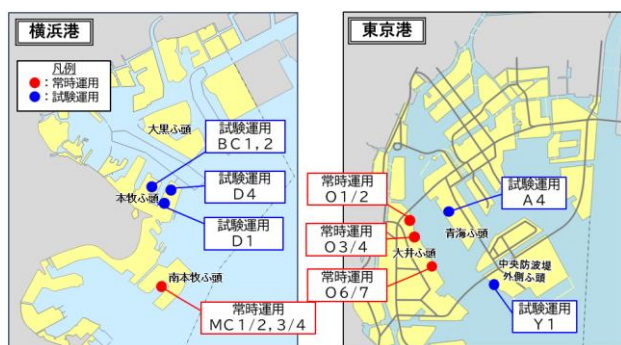 横浜港
凡例
●:常時運用
●:試験運用
大黒ふ頭
試験運用
BC1,2
試験運用
D4
本牧ふ頭
試験運用
D1
南本牧ふ頭
常時運用
MC1/2,3/4
東京港
常時運用
O1/2
常時運用
O3/4
大井ふ頭
常時運用
O6/7
試験運用
A4
青海ふ頭
中央防波堤
外側ふ頭
試験運用
Y1